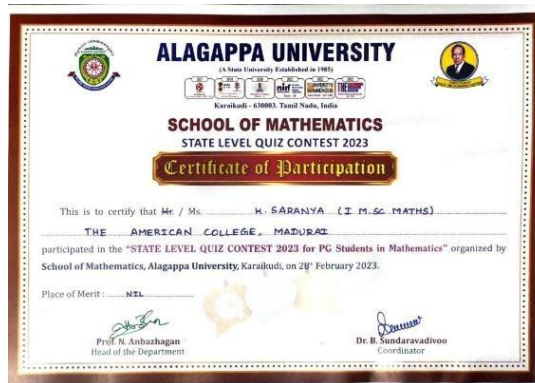 ALAGAPPA UNIVERSITY
(A State University Established in 1985)
Karaikudi - 630003. Tamil Nadu, India
SCHOOL OF MATHEMATICS
STATE LEVEL QUIZ CONTEST 2023
Certificate of Participation
This is to certify that Mr. / Ms. K. SARANYA (I M.SC MATHS)
THE AMERICAN COLLEGE, MADURAI
participated in the "STATE LEVEL QUIZ CONTEST 2023 for PG Students in Mathematics" organized by
School of Mathematics, Alagappa University, Karaikudi, on 28th February 2023.
Place of Merit : NIL
Prof. N. Anbazhagan
Head of the Department
Dr. B. Sundaravadivoo
Coordinator